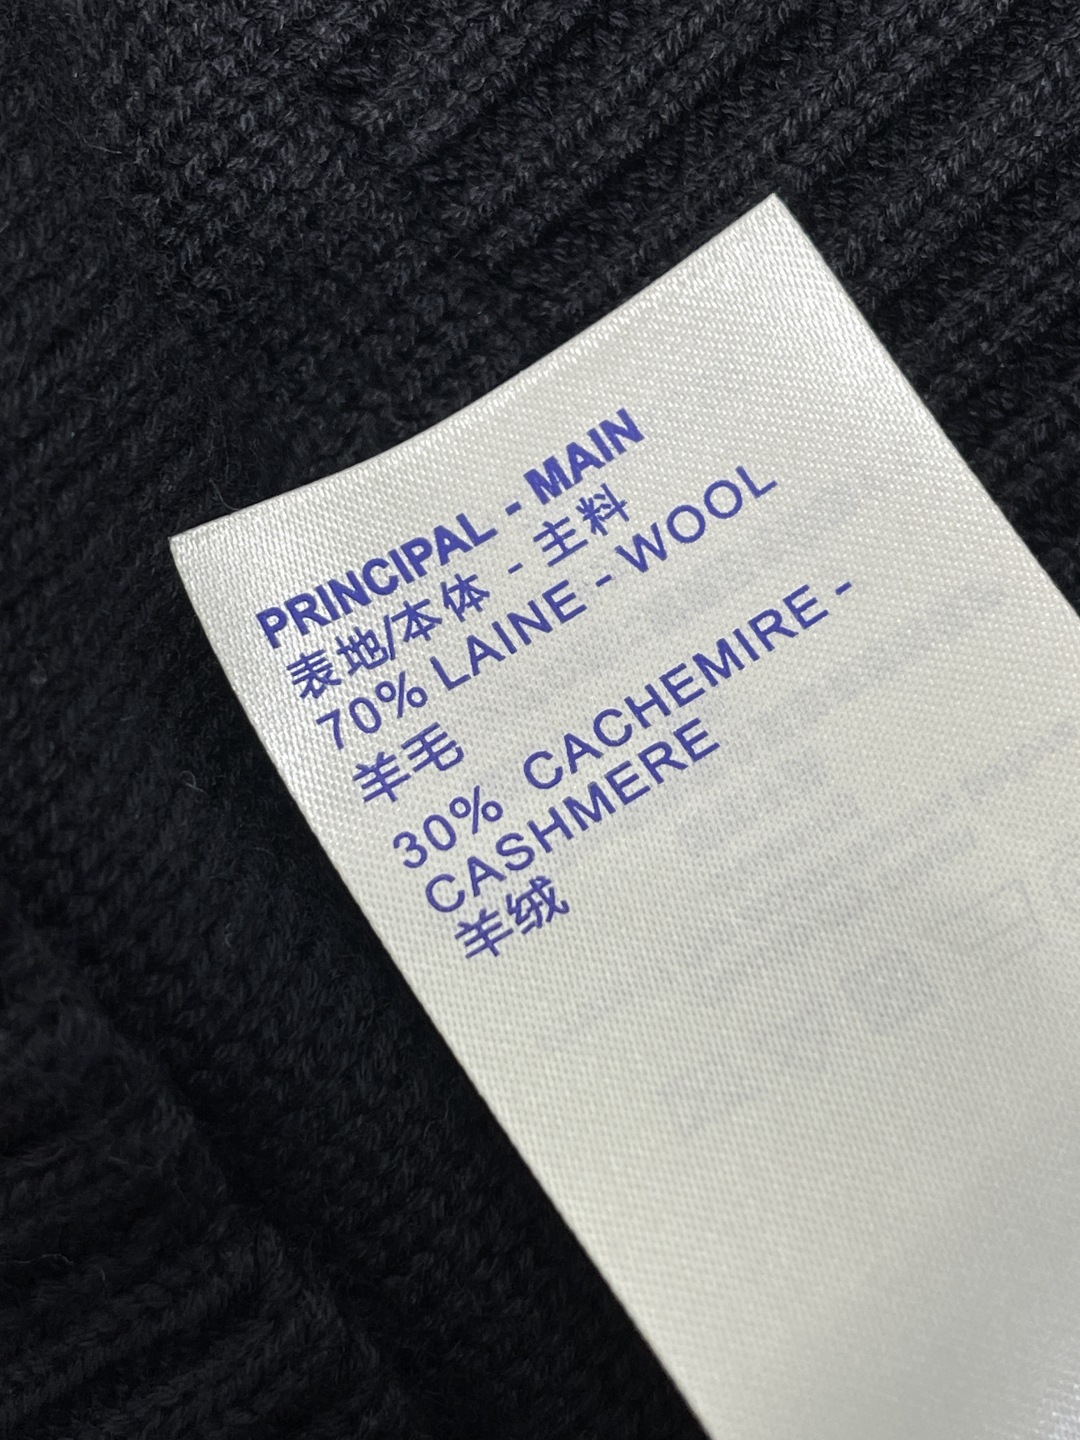 PRINCIPAL - MAIN
表地/本体 - 主料
70% LAINE - WOOL
羊毛
30% CACHEMIRE -
CASHMERE
羊绒